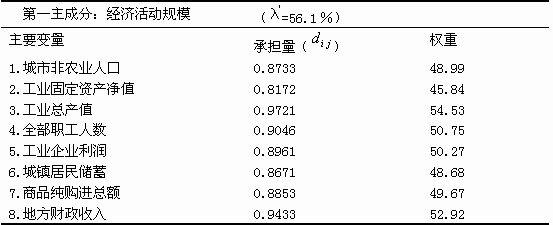 第一主成分：经济活动规模 （λ'=56.1％）
主要变量 承担量（dij） 权重
1.城市非农业人口 0.8733 48.99
2.工业固定资产净值 0.8172 45.84
3.工业总产值 0.9721 54.53
4.全部职工人数 0.9046 50.75
5.工业企业利润 0.8961 50.27
6.城镇居民储蓄 0.8671 48.68
7.商品纯购进总额 0.8853 49.67
8.地方财政收入 0.9433 52.92